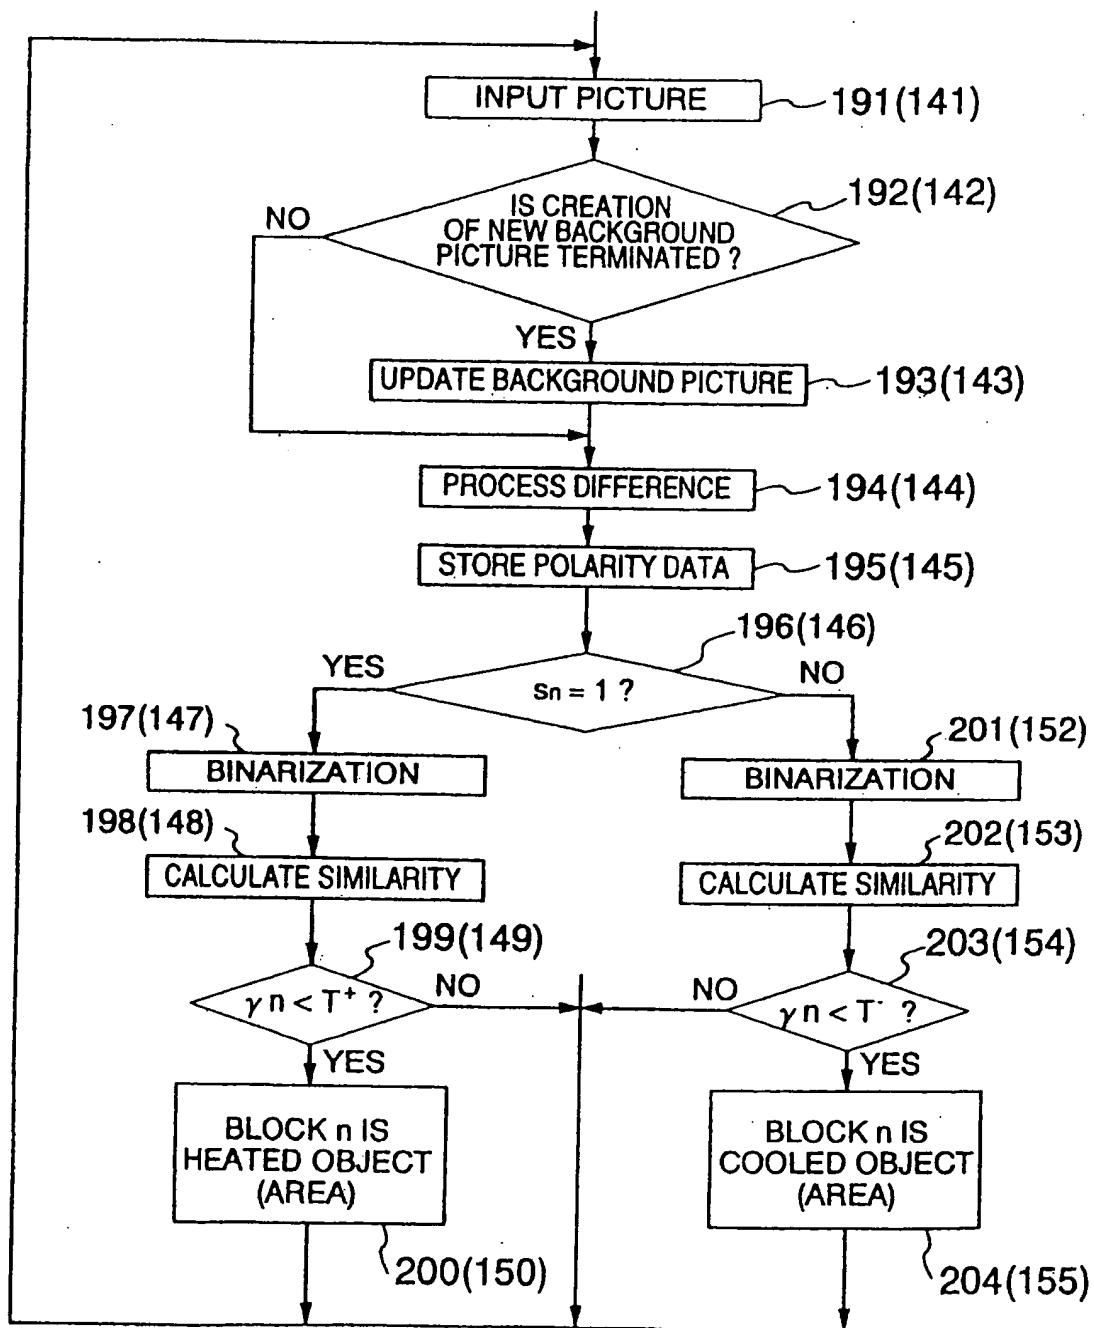 INPUT PICTURE
191(141)
IS CREATION
OF NEW BACKGROUND
PICTURE TERMINATED ?
192(142)
NO
YES
UPDATE BACKGROUND PICTURE
193(143)
PROCESS DIFFERENCE
194(144)
STORE POLARITY DATA
195(145)
196(146)
YES
Sn = 1 ?
NO
197(147)
BINARIZATION
201(152)
BINARIZATION
198(148)
CALCULATE SIMILARITY
202(153)
CALCULATE SIMILARITY
199(149)
γ n < T⁺ ?
NO
203(154)
γ n < T⁻ ?
NO
YES
YES
BLOCK n IS
HEATED OBJECT
(AREA)
200(150)
BLOCK n IS
COOLED OBJECT
(AREA)
204(155)